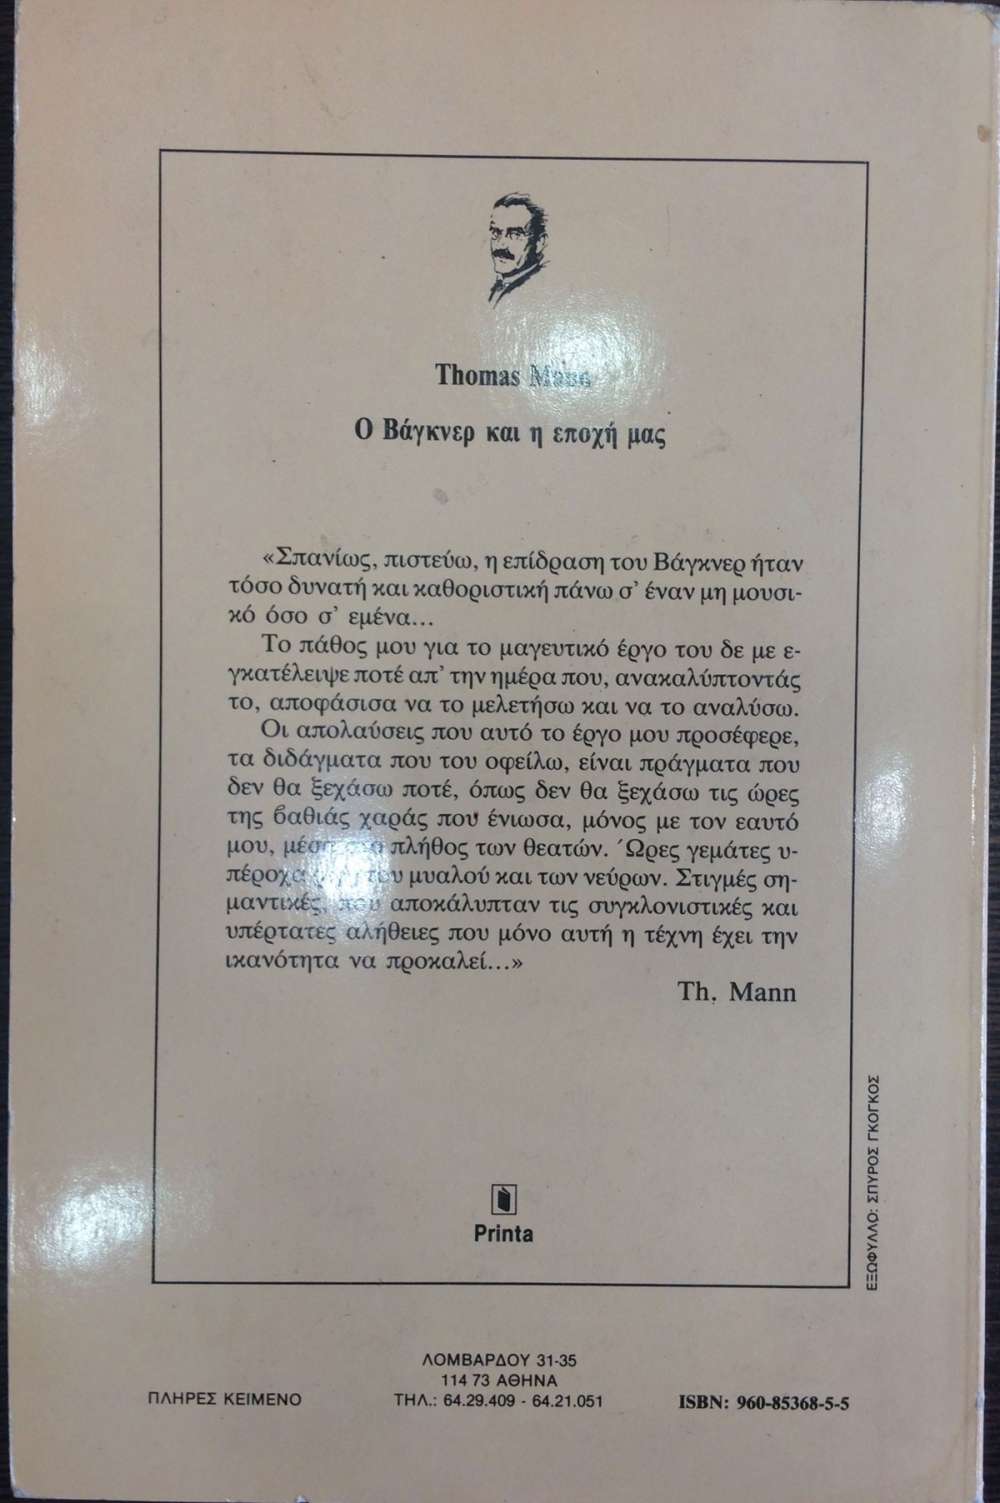 Thomas Mann
Ο Βάγκνερ και η εποχή μας
«Σπανίως, πιστεύω, η επίδραση του Βάγκνερ ήταν
τόσο δυνατή και καθοριστική πάνω σ' έναν μη μουσι-
κό όσο σ' εμένα...
Το πάθος μου για το μαγευτικό έργο του δε με ε-
γκατέλειψε ποτέ απ' την ημέρα που, ανακαλύπτοντάς
το, αποφάσισα να το μελετήσω και να το αναλύσω.
Οι απολαύσεις που αυτό το έργο μου προσέφερε,
τα διδάγματα που του οφείλω, είναι πράγματα που
δεν θα ξεχάσω ποτέ, όπως δεν θα ξεχάσω τις ώρες
της βαθιάς χαράς που ένιωσα, μόνος με τον εαυτό
μου, μέσα στο πλήθος των θεατών. Ώρες γεμάτες υ-
πέροχα του μυαλού και των νεύρων. Στιγμές ση-
μαντικές, που αποκάλυπταν τις συγκλονιστικές και
υπέρτατες αλήθειες που μόνο αυτή η τέχνη έχει την
ικανότητα να προκαλεί...»
Th. Mann
ΕΞΩΦΥΛΛΟ: ΣΠΥΡΟΣ ΓΚΟΓΚΟΣ
Printa
ΛΟΜΒΑΡΔΟΥ 31-35
114 73 ΑΘΗΝΑ
ΠΛΗΡΕΣ ΚΕΙΜΕΝΟ ΤΗΛ.: 64.29.409 - 64.21.051 ISBN: 960-85368-5-5